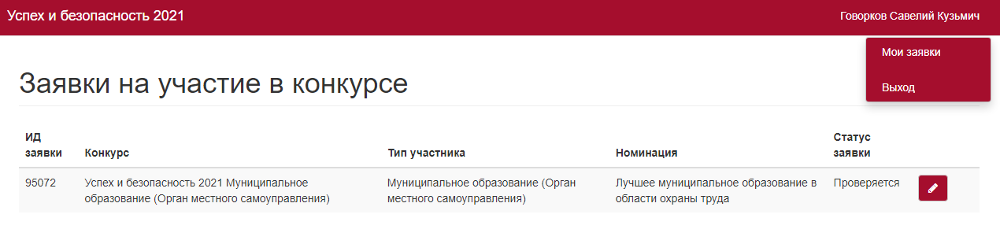 Успех и безопасность 2021
Говорков Савелий Кузьмич
Мои заявки
Выход
Заявки на участие в конкурсе
ИД
заявки
Конкурс
Тип участника
Номинация
Статус
заявки
95072
Успех и безопасность 2021 Муниципальное
образование (Орган местного самоуправления)
Муниципальное образование (Орган
местного самоуправления)
Лучшее муниципальное образование в
области охраны труда
Проверяется